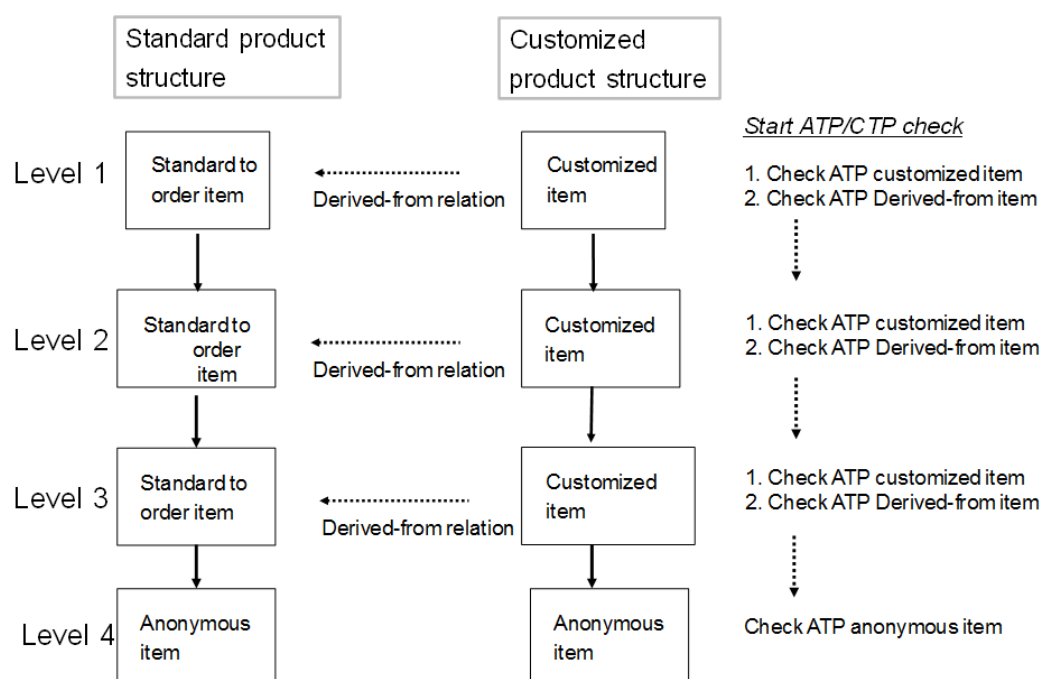 Standard product
structure
Customized
product structure
Start ATP/CTP check
Level 1
Standard to
order item
Derived-from relation
Customized
item
1. Check ATP customized item
2. Check ATP Derived-from item
Level 2
Standard to
order
item
Derived-from relation
Customized
item
1. Check ATP customized item
2. Check ATP Derived-from item
Level 3
Standard to
order item
Derived-from relation
Customized
item
1. Check ATP customized item
2. Check ATP Derived-from item
Level 4
Anonymous
item
Anonymous
item
Check ATP anonymous item